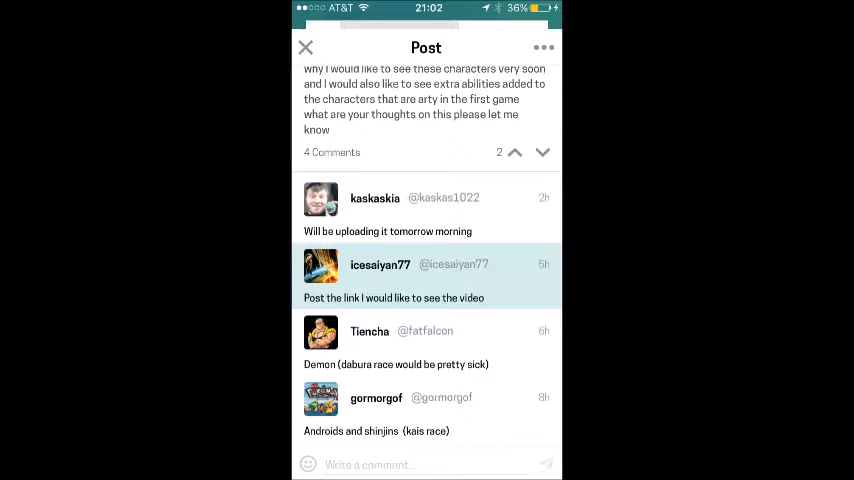 AT&T 21:02 36%
Post
why I would like to see these characters very soon
and I would also like to see extra abilities added to
the characters that are arty in the first game
what are your thoughts on this please let me
know
4 Comments 2
kaskaskia @kaskas1022 2h
Will be uploading it tomorrow morning
icesaiyan77 @icesaiyan77 5h
Post the link I would like to see the video
Tiencha @fatfalcon 6h
Demon (dabura race would be pretty sick)
gormorgof @gormorgof 8h
Androids and shinjins (kais race)
Write a comment...